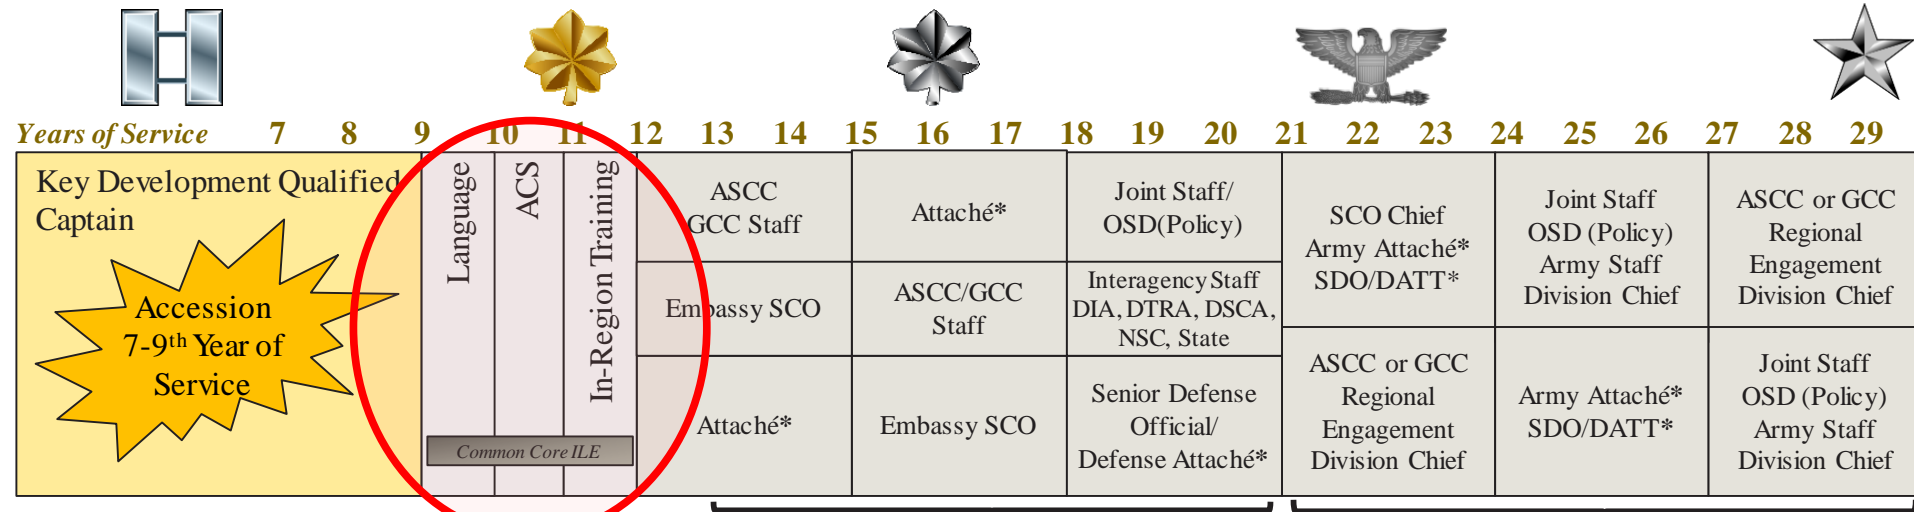 Years of Service 7 8 9 10 11 12 13 14 15 16 17 18 19 20 21 22 23 24 25 26 27 28 29
Key Development Qualified
Captain
Accession
7-9th Year of
Service
Language
ACS
In-Region Training
Common Core ILE
ASCC
GCC Staff
Embassy SCO
Attaché*
Attaché*
ASCC/GCC
Staff
Embassy SCO
Joint Staff/
OSD(Policy)
Interagency Staff
DIA, DTRA, DSCA,
NSC, State
Senior Defense
Official/
Defense Attaché*
SCO Chief
Army Attaché*
SDO/DATT*
ASCC or GCC
Regional
Engagement
Division Chief
Joint Staff
OSD (Policy)
Army Staff
Division Chief
Army Attaché*
SDO/DATT*
ASCC or GCC
Regional
Engagement
Division Chief
Joint Staff
OSD (Policy)
Army Staff
Division Chief